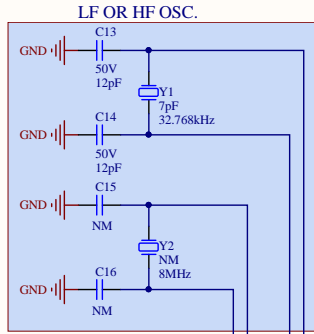 LF OR HF OSC.
C13
GND
50V
12pF
Y1
7pF
32.768kHz
C14
GND
50V
12pF
C15
GND
NM
Y2
NM
8MHz
C16
GND
NM